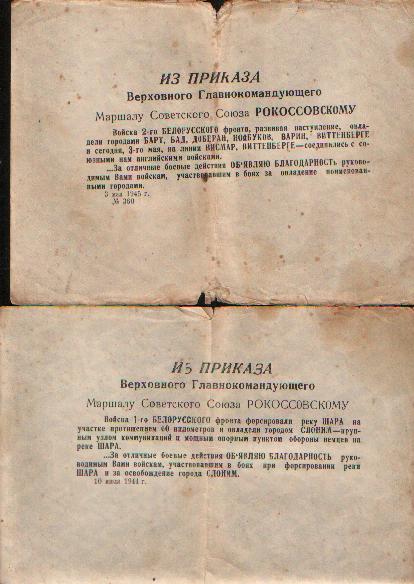 ИЗ ПРИКАЗА
Верховного Главнокомандующего
Маршалу Советского Союза РОКОССОВСКОМУ
Войска 2-го БЕЛОРУССКОГО фронта, развивая наступление, овла-
дели городами БАРТ, БАД ДОБЕРАН, НОЙБУКОВ, ВАРИН, ВИТТЕНБЕРГЕ
и сегодня, 3-го мая, на линии ВИСМАР, ВИТТЕНБЕРГЕ—соединились с со-
юзными нам английскими войсками.
...За отличные боевые действия ОБ'ЯВЛЯЮ БЛАГОДАРНОСТЬ руково-
димым Вами войскам, участвовавшим в боях за овладение поименован-
ными городами.
3 мая 1945 г.
№ 360
ИЗ ПРИКАЗА
Верховного Главнокомандующего
Маршалу Советского Союза РОКОССОВСКОМУ
Войска 1-го БЕЛОРУССКОГО фронта форсировали реку ШАРА на
участке протяжением 60 километров и овладели городом СЛОНИМ—круп-
ным узлом коммуникаций и мощным опорным пунктом обороны немцев на
реке ШАРА.
...За отличные боевые действия ОБ'ЯВЛЯЮ БЛАГОДАРНОСТЬ руко-
водимым Вами войскам, участвовавшим в боях при форсировании реки
ШАРА и за освобождение города СЛОНИМ.
10 июля 1944 г.